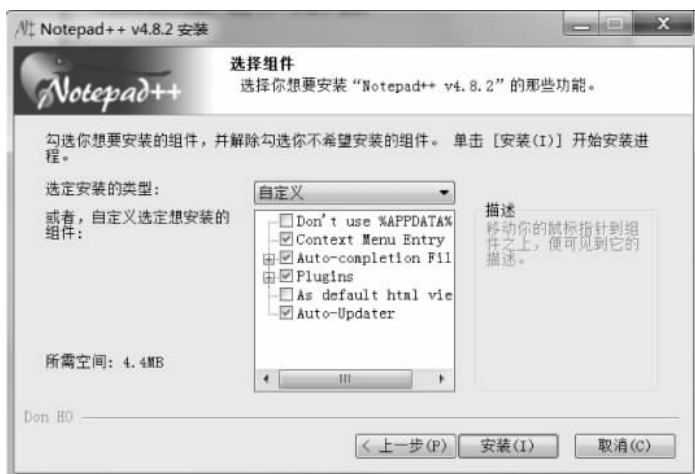 Notepad++ v4.8.2 安装
Notepad++
选择组件
选择你想要安装“Notepad++ v4.8.2”的那些功能。
勾选你想要安装的组件，并解除勾选你不希望安装的组件。 单击 [安装(I)] 开始安装进
程。
选定安装的类型:
自定义
或者，自定义选定想安装的
组件:
Don't use %APPDATA%
Context Menu Entry
Auto-completion Fil
Plugins
As default html vie
Auto-Updater
描述
移动你的鼠标指针到组
件之上，便可见到它的
描述。
所需空间: 4.4MB
Don HO
< 上一步(P)
安装(I)
取消(C)